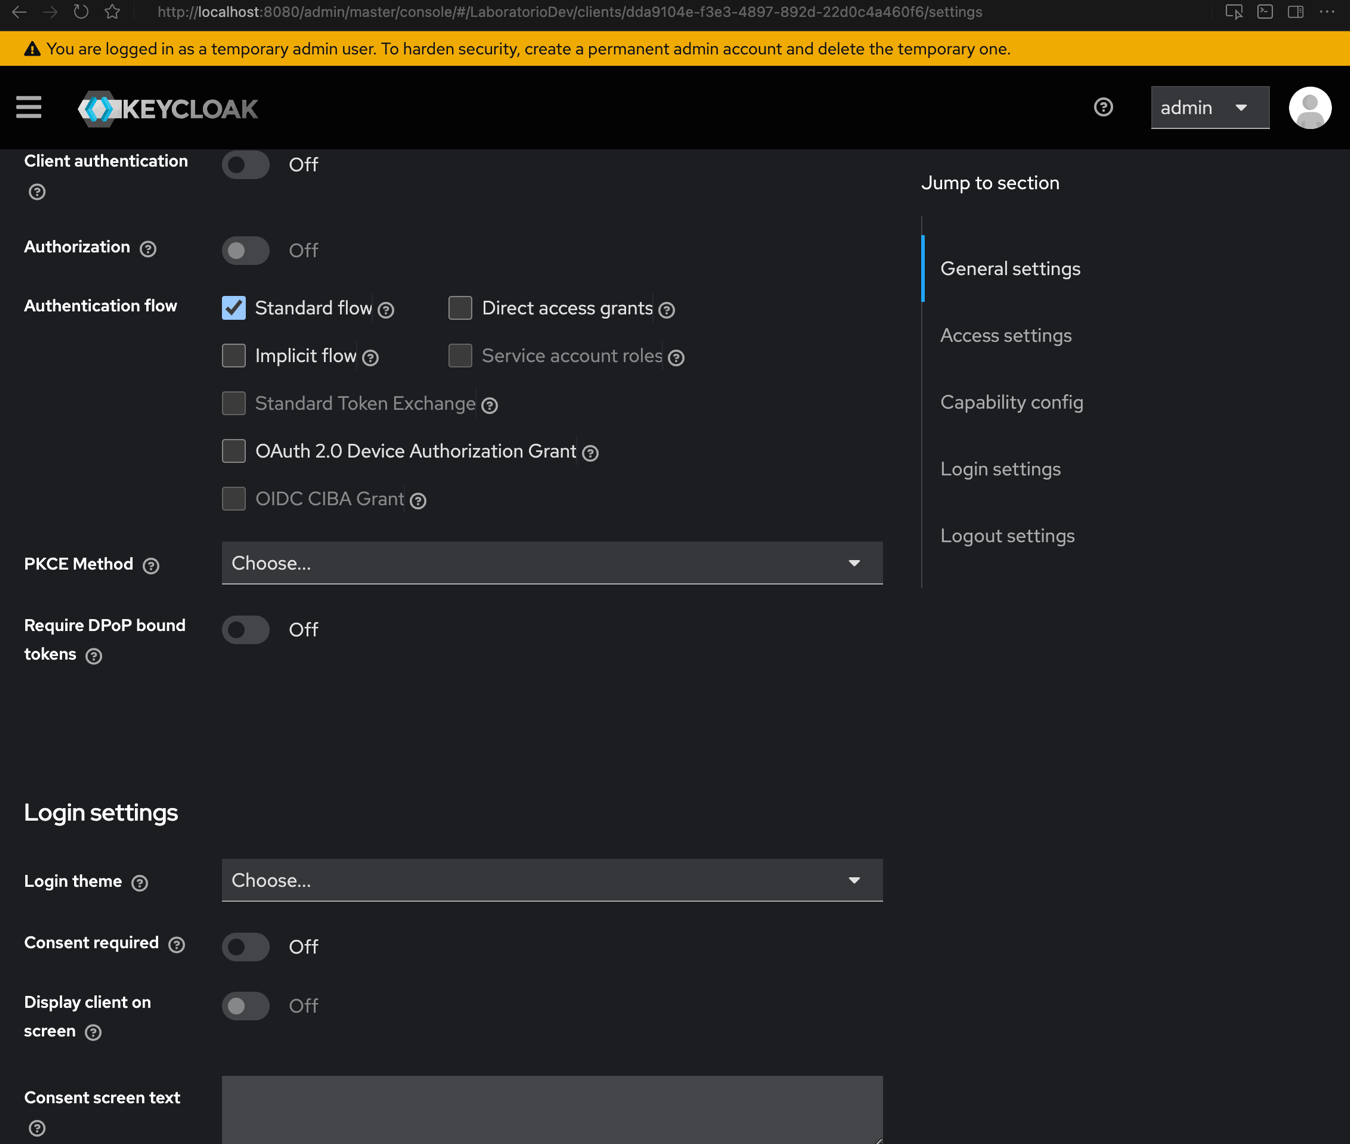 http://localhost:8080/admin/master/console/#/LaboratorioDev/clients/dda9104e-f3e3-4897-892d-22d0c4a460f6/settings
You are logged in as a temporary admin user. To harden security, create a permanent admin account and delete the temporary one.
KEYCLOAK
admin
Client authentication
Off
Jump to section
Authorization
Off
General settings
Authentication flow
Standard flow
Direct access grants
Access settings
Implicit flow
Service account roles
Standard Token Exchange
Capability config
OAuth 2.0 Device Authorization Grant
Login settings
OIDC CIBA Grant
Logout settings
PKCE Method
Choose...
Require DPoP bound
tokens
Off
Login settings
Login theme
Choose...
Consent required
Off
Display client on
screen
Off
Consent screen text